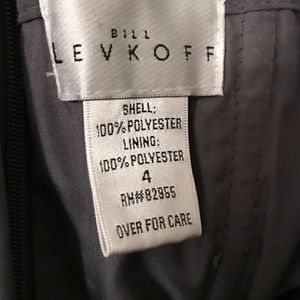 BILL
LEVKOFF
SHELL:
100% POLYESTER
LINING:
100% POLYESTER
4
RN#82955
OVER FOR CARE